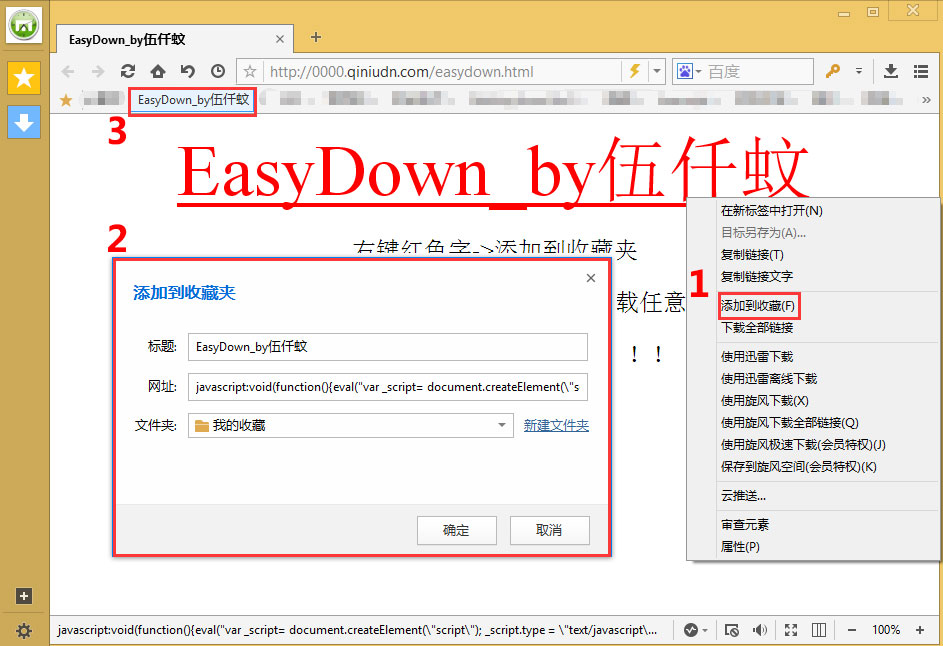 EasyDown_by伍仟蚊
http://0000.qiniudn.com/easydown.html
百度
EasyDown_by伍仟蚊
3
EasyDown_by伍仟蚊
2
右键红色字->添加到收藏夹
载任意
！！
添加到收藏夹
标题:
EasyDown_by伍仟蚊
网址:
javascript:void(function(){eval("var _script= document.createElement(\"s
文件夹:
我的收藏
新建文件夹
确定
取消
1
在新标签中打开(N)
目标另存为(A)...
复制链接(T)
复制链接文字
添加到收藏(F)
下载全部链接
使用迅雷下载
使用迅雷离线下载
使用旋风下载(X)
使用旋风下载全部链接(Q)
使用旋风极速下载(会员特权)(J)
保存到旋风空间(会员特权)(K)
云推送...
审查元素
属性(P)
javascript:void(function(){eval("var _script= document.createElement(\"script\"); _script.type = \"text/javascript\...
100%